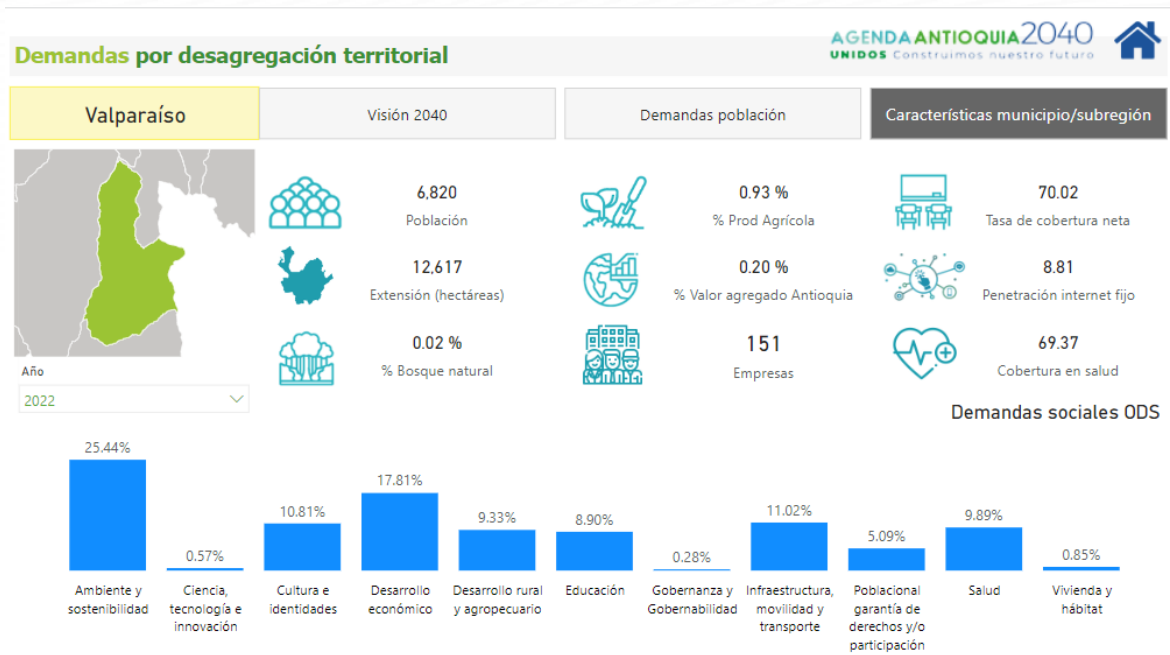 Demandas por desagregación territorial
AGENDA ANTIOQUIA 2040
UNIDOS Construimos nuestro futuro
Valparaíso
Visión 2040
Demandas población
Características municipio/subregión
6,820
Población
0.93 %
% Prod Agrícola
70.02
Tasa de cobertura neta
12,617
Extensión (hectáreas)
0.20 %
% Valor agregado Antioquia
8.81
Penetración internet fijo
0.02 %
% Bosque natural
151
Empresas
69.37
Cobertura en salud
Año
2022
Demandas sociales ODS
25.44%
0.57%
10.81%
17.81%
9.33%
8.90%
0.28%
11.02%
5.09%
9.89%
0.85%
Ambiente y
sostenibilidad
Ciencia,
tecnología e
innovación
Cultura e
identidades
Desarrollo
económico
Desarrollo rural
y agropecuario
Educación
Gobernanza y
Gobernabilidad
Infraestructura,
movilidad y
transporte
Poblacional
garantía de
derechos y/o
participación
Salud
Vivienda y
hábitat